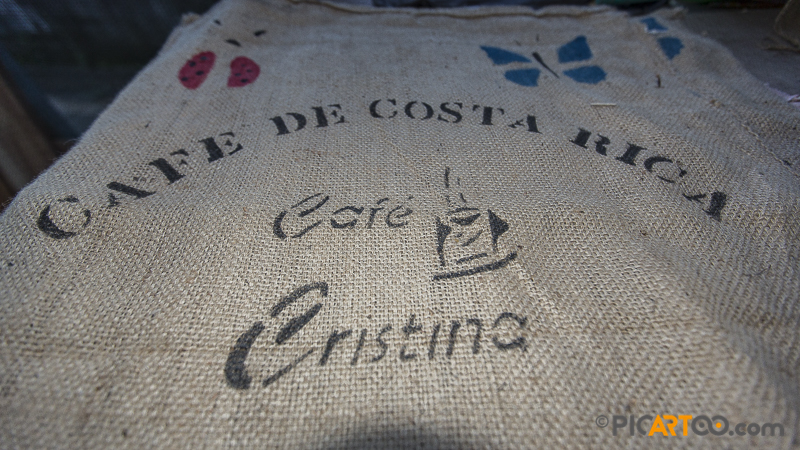 CAFE DE COSTA RICA
Café
Cristina
©PICARTOO.com